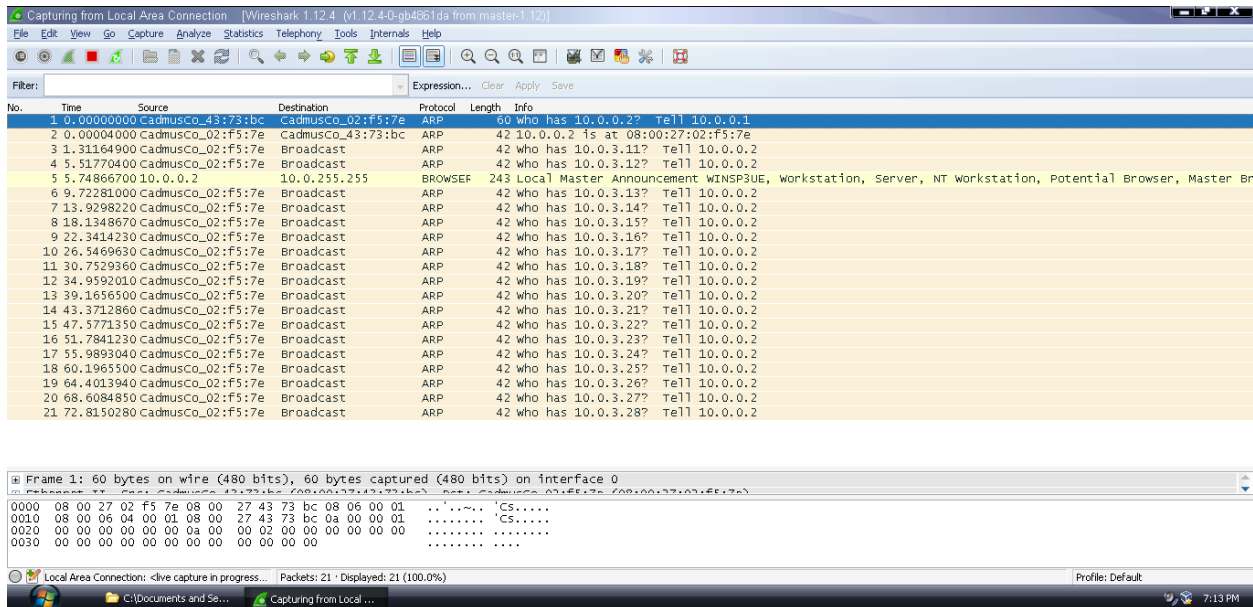 Capturing from Local Area Connection [Wireshark 1.12.4 (v1.12.4-0-gb4861da from master-1.12)]
File Edit View Go Capture Analyze Statistics Telephony Tools Internals Help
Filter: Expression... Clear Apply Save
No. Time Source Destination Protocol Length Info
1 0.00000000 CadmusCo_43:73:bc CadmusCo_02:f5:7e ARP 60 who has 10.0.0.2? Tell 10.0.0.1
2 0.00004000 CadmusCo_02:f5:7e CadmusCo_43:73:bc ARP 42 10.0.0.2 is at 08:00:27:02:f5:7e
3 1.31164900 CadmusCo_02:f5:7e Broadcast ARP 42 who has 10.0.3.11? Tell 10.0.0.2
4 5.51770400 CadmusCo_02:f5:7e Broadcast ARP 42 who has 10.0.3.12? Tell 10.0.0.2
5 5.74866700 10.0.0.2 10.0.255.255 BROWSER 243 Local Master Announcement WINSP3UE, Workstation, Server, NT Workstation, Potential Browser, Master Br
6 9.72281000 CadmusCo_02:f5:7e Broadcast ARP 42 who has 10.0.3.13? Tell 10.0.0.2
7 13.9298220 CadmusCo_02:f5:7e Broadcast ARP 42 who has 10.0.3.14? Tell 10.0.0.2
8 18.1348670 CadmusCo_02:f5:7e Broadcast ARP 42 who has 10.0.3.15? Tell 10.0.0.2
9 22.3414230 CadmusCo_02:f5:7e Broadcast ARP 42 who has 10.0.3.16? Tell 10.0.0.2
10 26.5469630 CadmusCo_02:f5:7e Broadcast ARP 42 who has 10.0.3.17? Tell 10.0.0.2
11 30.7529360 CadmusCo_02:f5:7e Broadcast ARP 42 who has 10.0.3.18? Tell 10.0.0.2
12 34.9592010 CadmusCo_02:f5:7e Broadcast ARP 42 who has 10.0.3.19? Tell 10.0.0.2
13 39.1656500 CadmusCo_02:f5:7e Broadcast ARP 42 who has 10.0.3.20? Tell 10.0.0.2
14 43.3712860 CadmusCo_02:f5:7e Broadcast ARP 42 who has 10.0.3.21? Tell 10.0.0.2
15 47.5771350 CadmusCo_02:f5:7e Broadcast ARP 42 who has 10.0.3.22? Tell 10.0.0.2
16 51.7841230 CadmusCo_02:f5:7e Broadcast ARP 42 who has 10.0.3.23? Tell 10.0.0.2
17 55.9893040 CadmusCo_02:f5:7e Broadcast ARP 42 who has 10.0.3.24? Tell 10.0.0.2
18 60.1965500 CadmusCo_02:f5:7e Broadcast ARP 42 who has 10.0.3.25? Tell 10.0.0.2
19 64.4013940 CadmusCo_02:f5:7e Broadcast ARP 42 who has 10.0.3.26? Tell 10.0.0.2
20 68.6084850 CadmusCo_02:f5:7e Broadcast ARP 42 who has 10.0.3.27? Tell 10.0.0.2
21 72.8150280 CadmusCo_02:f5:7e Broadcast ARP 42 who has 10.0.3.28? Tell 10.0.0.2
Frame 1: 60 bytes on wire (480 bits), 60 bytes captured (480 bits) on interface 0
Ethernet II, Src: CadmusCo_43:73:bc (08:00:27:43:73:bc), Dst: CadmusCo_02:f5:7e (08:00:27:02:f5:7e)
0000 08 00 27 02 f5 7e 08 00 27 43 73 bc 08 06 00 01 ..'..~.. 'Cs.....
0010 08 00 06 04 00 01 08 00 27 43 73 bc 0a 00 00 01 ........ 'Cs.....
0020 00 00 00 00 00 00 0a 00 00 02 00 00 00 00 00 00 ........ ........
0030 00 00 00 00 00 00 00 00 00 00 00 00 ........ ....
Local Area Connection: <live capture in progress... Packets: 21 · Displayed: 21 (100.0%) Profile: Default
C:\Documents and Se... Capturing from Local ... 7:13 PM